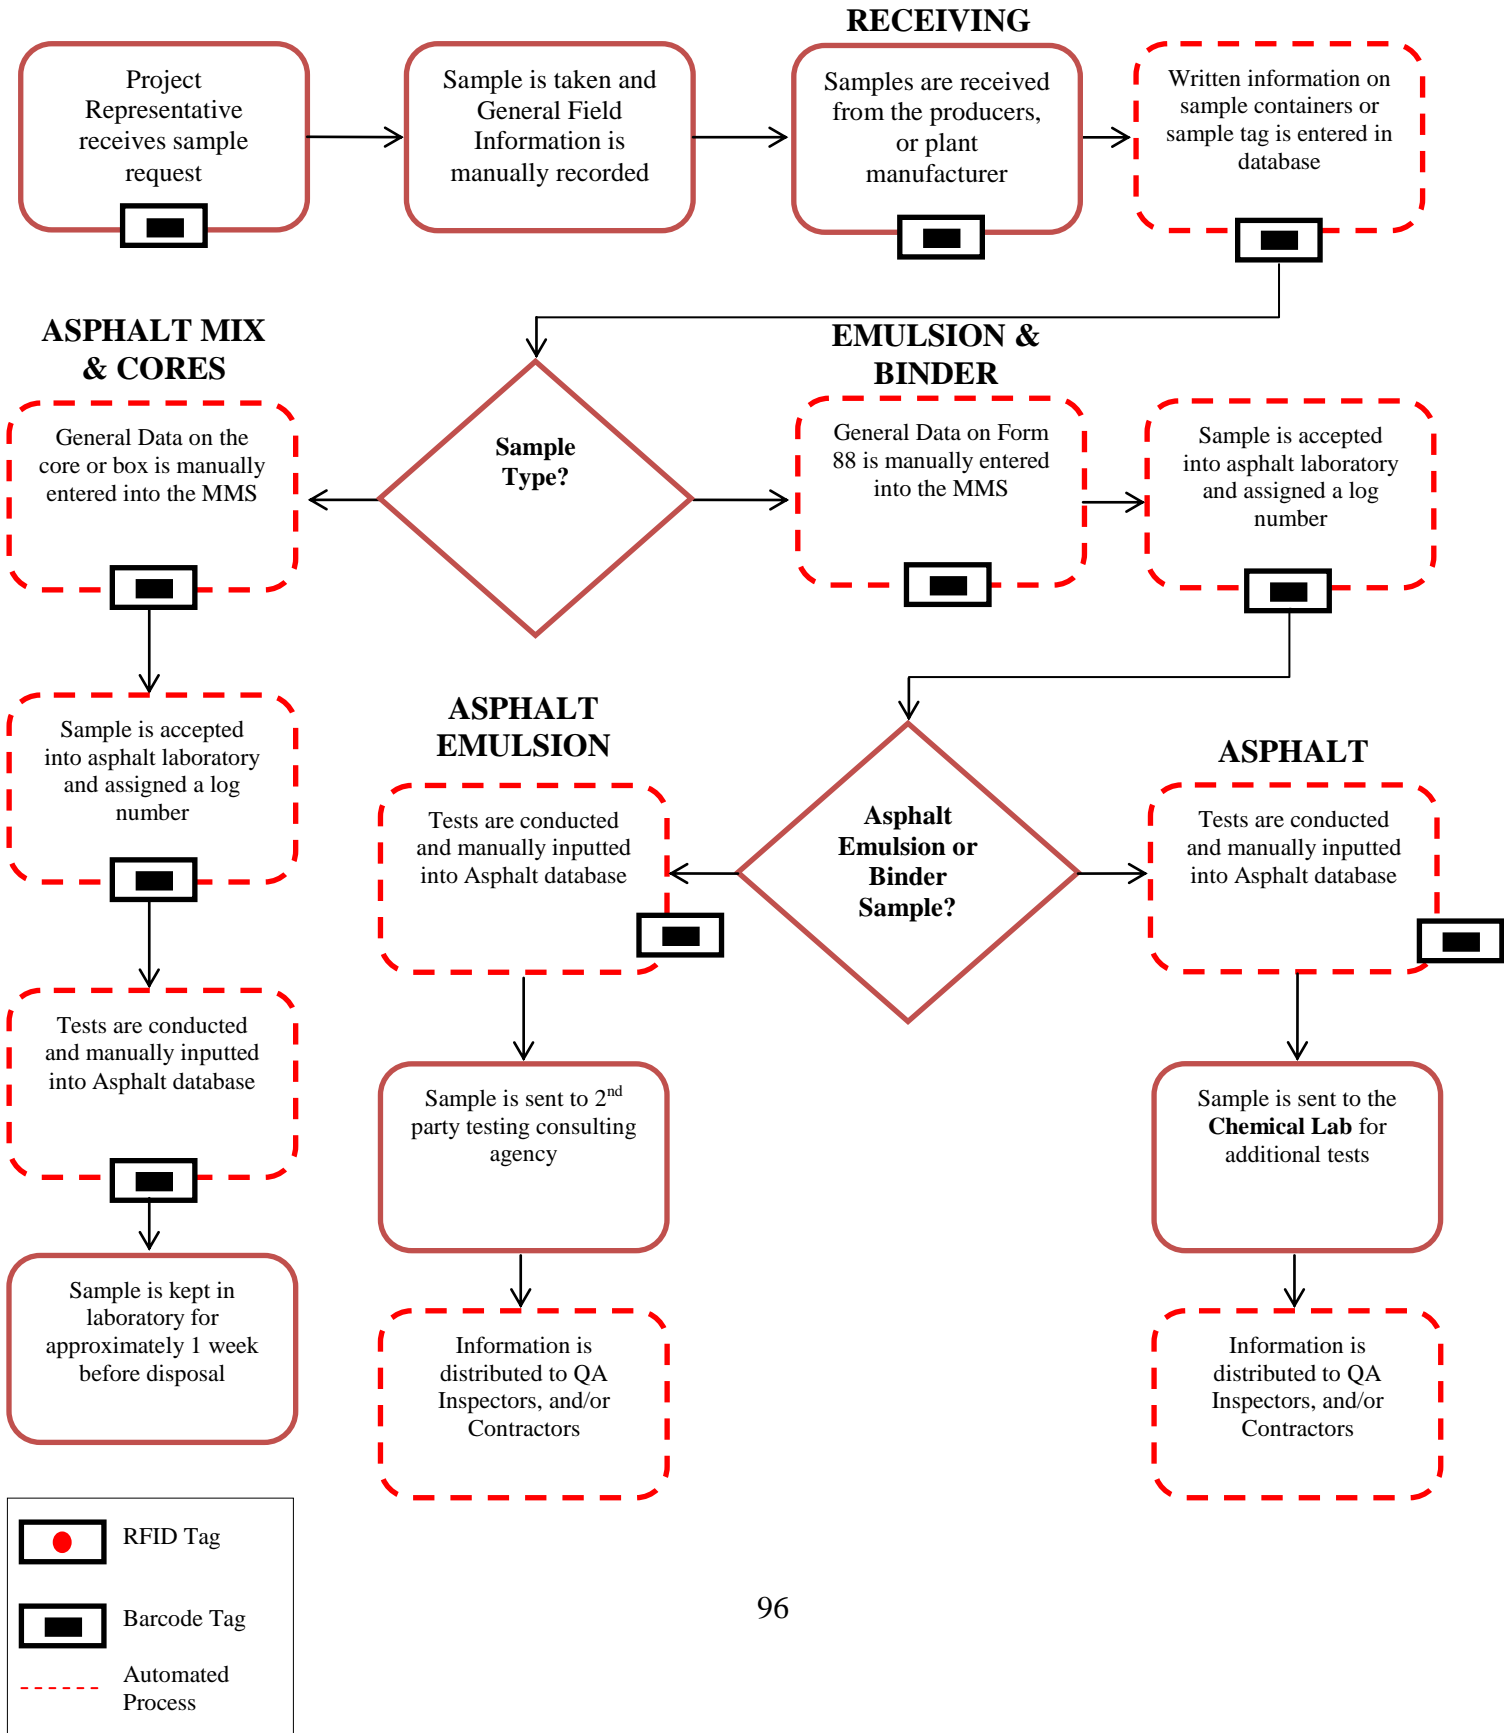 RECEIVING
Project
Representative
receives sample
request
Sample is taken and
General Field
Information is
manually recorded
Samples are received
from the producers,
or plant
manufacturer
Written information on
sample containers or
sample tag is entered in
database
ASPHALT MIX
& CORES
General Data on the
core or box is manually
entered into the MMS
Sample
Type?
EMULSION &
BINDER
General Data on Form
88 is manually entered
into the MMS
Sample is accepted
into asphalt laboratory
and assigned a log
number
Sample is accepted
into asphalt laboratory
and assigned a log
number
ASPHALT
EMULSION
Tests are conducted
and manually inputted
into Asphalt database
Asphalt
Emulsion or
Binder
Sample?
ASPHALT
Tests are conducted
and manually inputted
into Asphalt database
Tests are conducted
and manually inputted
into Asphalt database
Sample is sent to 2nd
party testing consulting
agency
Sample is sent to the
Chemical Lab for
additional tests
Sample is kept in
laboratory for
approximately 1 week
before disposal
Information is
distributed to QA
Inspectors, and/or
Contractors
Information is
distributed to QA
Inspectors, and/or
Contractors
RFID Tag
Barcode Tag
Automated
Process
96